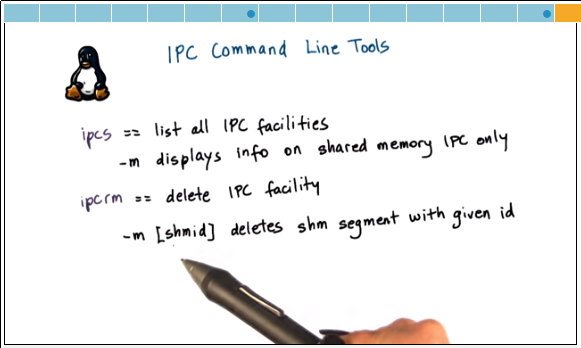 IPC Command Line Tools
ipcs == list all IPC facilities
-m displays info on shared memory IPC only
ipcrm == delete IPC facility
-m [shmid] deletes shm segment with given id